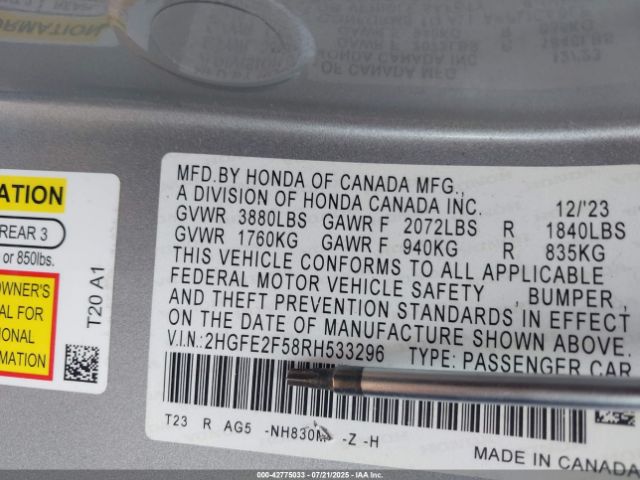 ATION
REAR 3
or 850lbs.
OWNER'S
AL FOR
ONAL
MATION
T20 A1
MFD.BY HONDA OF CANADA MFG.,
A DIVISION OF HONDA CANADA INC. 12/'23
GVWR 3880LBS GAWR F 2072LBS R 1840LBS
GVWR 1760KG GAWR F 940KG R 835KG
THIS VEHICLE CONFORMS TO ALL APPLICABLE
FEDERAL MOTOR VEHICLE SAFETY , BUMPER ,
AND THEFT PREVENTION STANDARDS IN EFFECT
ON THE DATE OF MANUFACTURE SHOWN ABOVE.
V.I.N.:2HGFE2F58RH533296 TYPE: PASSENGER CAR
T23 R AG5 -NH830M -Z -H
MADE IN CANADA
00-42775033 - 07/21/2025 - IAA Vehicles